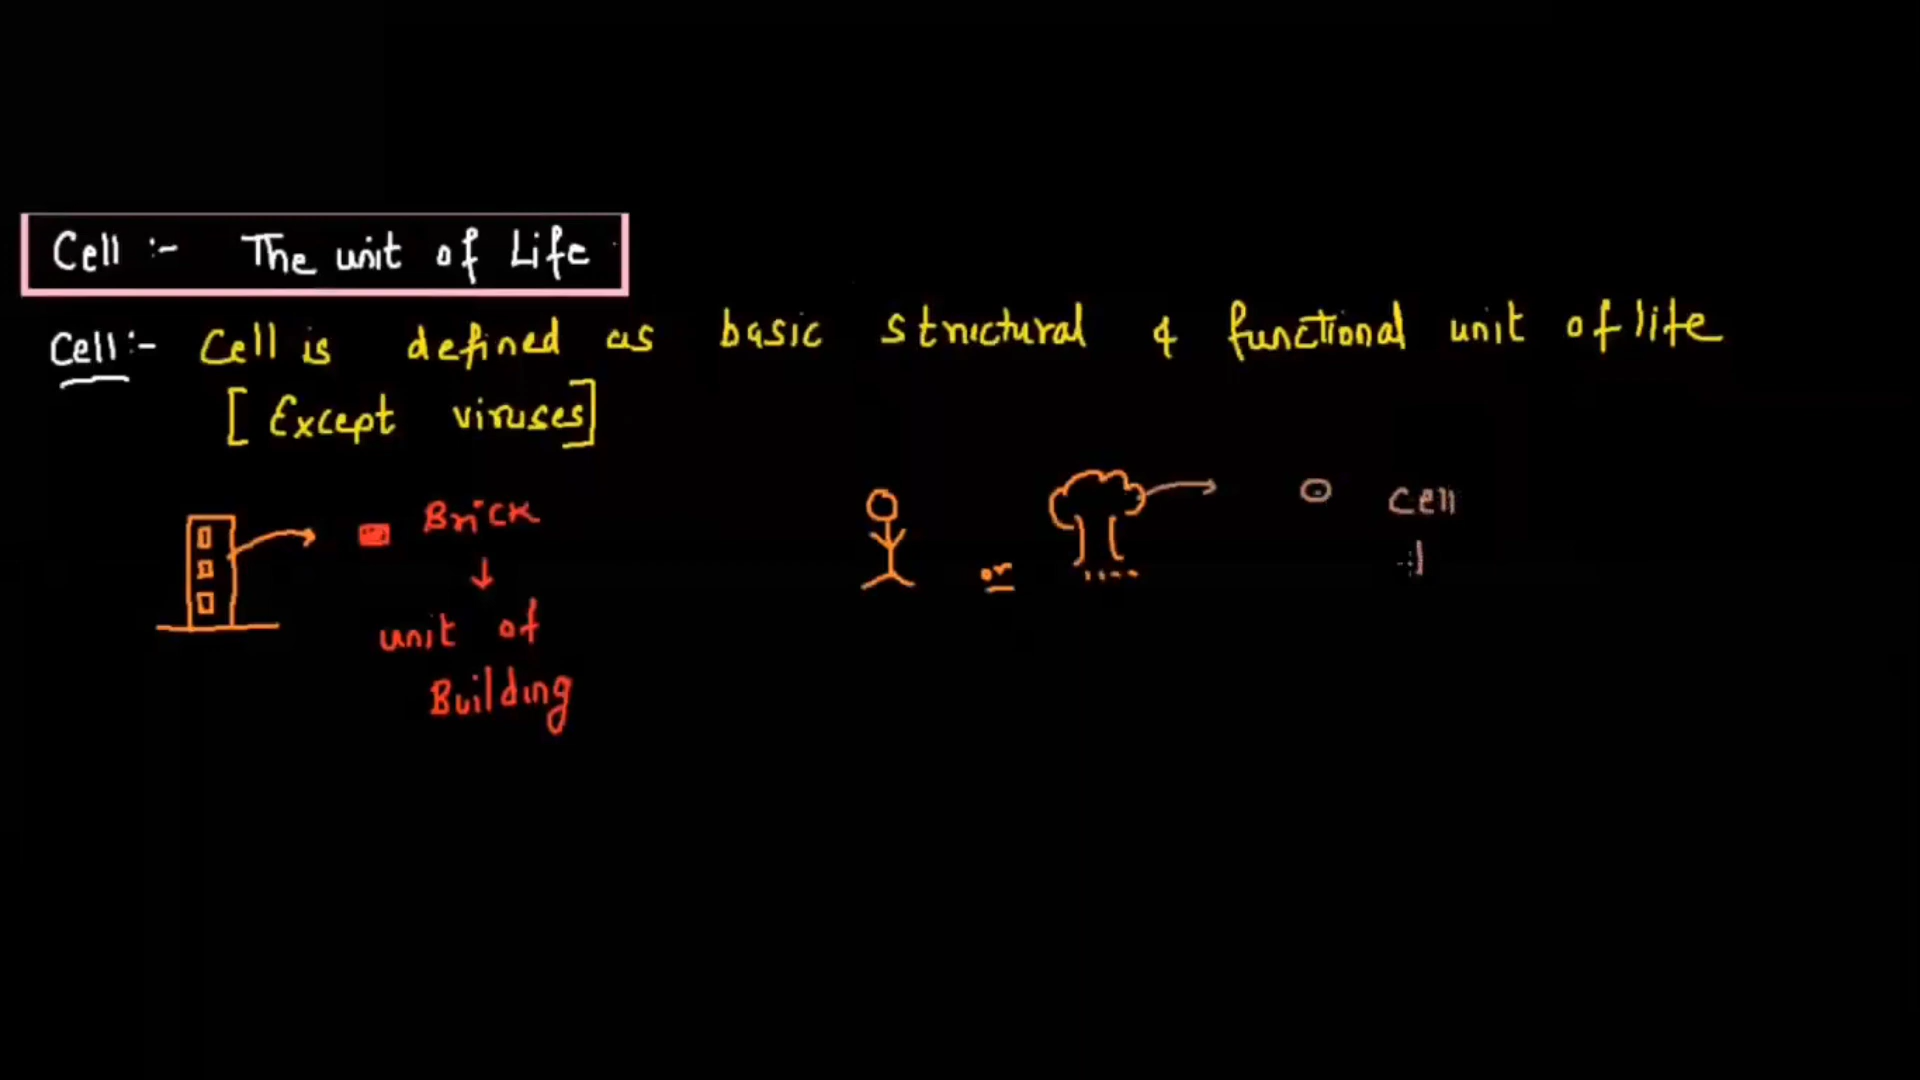 Cell :- The unit of Life
Cell:- Cell is defined as basic structural & functional unit of life
[Except viruses]
Brick
↓
unit of
Building
or
cell